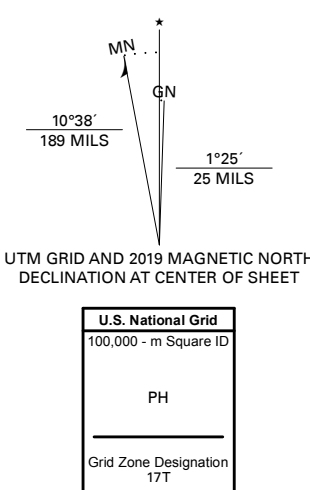 ★
MN
GN
10°38´
189 MILS
1°25´
25 MILS
UTM GRID AND 2019 MAGNETIC NORTH
DECLINATION AT CENTER OF SHEET
U.S. National Grid
100,000 - m Square ID
PH
Grid Zone Designation
17T